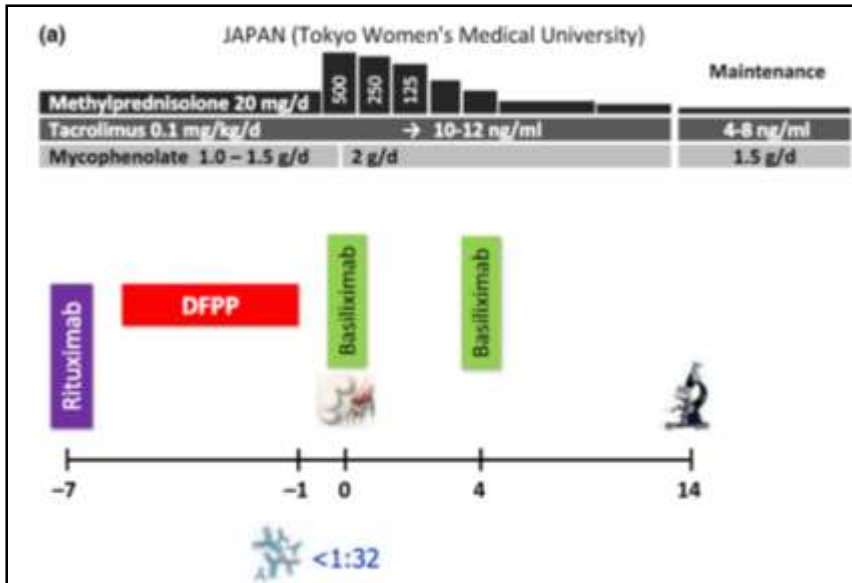 (a) JAPAN (Tokyo Women's Medical University)
500
250
125
Maintenance
Methylprednisolone 20 mg/d
Tacrolimus 0.1 mg/kg/d → 10-12 ng/ml 4-8 ng/ml
Mycophenolate 1.0 – 1.5 g/d 2 g/d 1.5 g/d
Rituximab
DFPP
Basiliximab
Basiliximab
–7 –1 0 4 14
<1:32